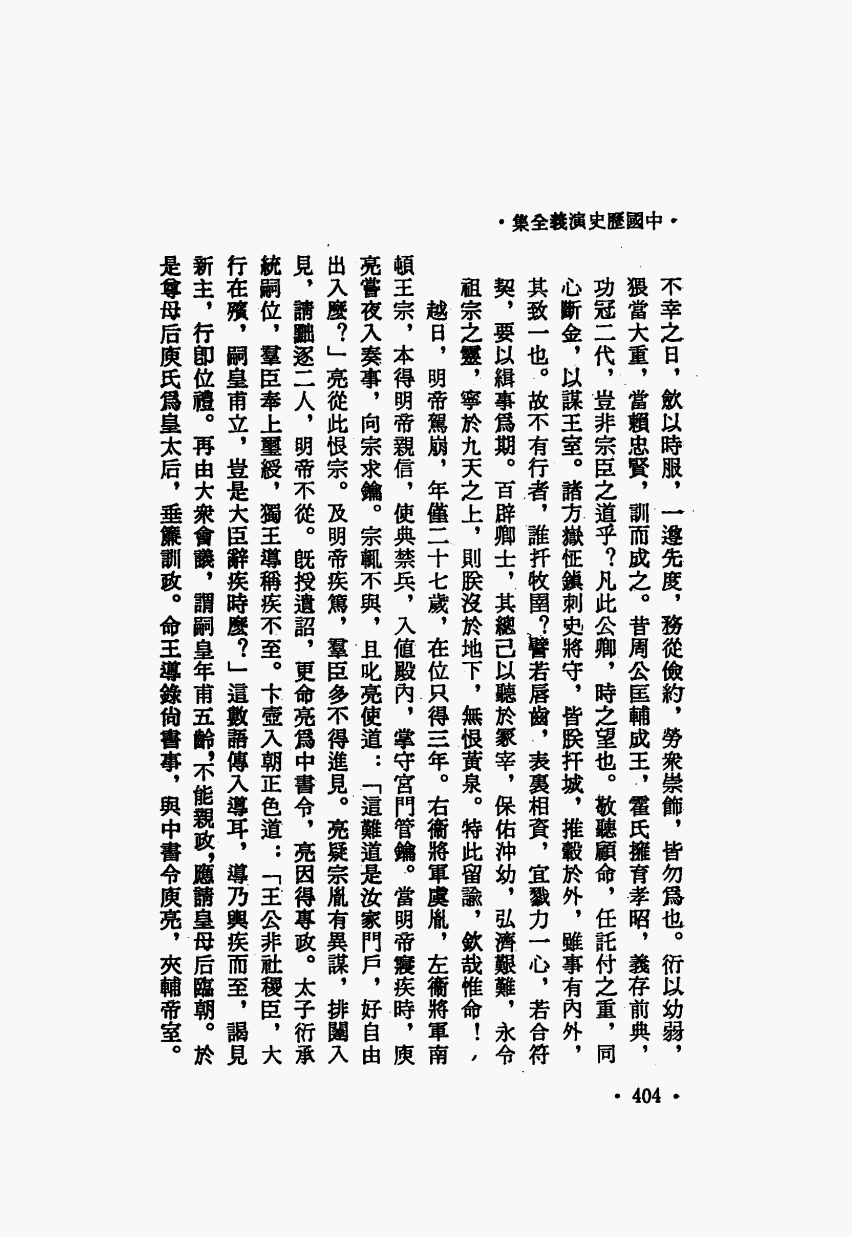 ·中國歷史演義全集·
不幸之日，斂以時服，一遵先度，務從儉約，勞衆崇飾，皆勿爲也。衍以幼弱，
猥當大重，當賴忠賢，訓而成之。昔周公匡輔成王，霍氏擁育孝昭，義存前典，
功冠二代，豈非宗臣之道乎？凡此公卿，時之望也。敬聽顧命，任託付之重，同
心斷金，以謀王室。諸方嶽征鎮刺史將守，皆朕扞城，推轂於外，雖事有內外，
其致一也。故不有行者，誰扞牧圉？譬若唇齒，表裏相資，宜戮力一心，若合符
契，要以緝事爲期。百辟卿士，其總己以聽於冢宰，保佑沖幼，弘濟艱難，永令
祖宗之靈，寧於九天之上，則朕沒於地下，無恨黃泉。特此留諭，欽哉惟命！
越日，明帝駕崩，年僅二十七歲，在位只得三年。右衞將軍虞胤，左衞將軍南
頓王宗，本得明帝親信，使典禁兵，入値殿內，掌守宮門管鑰。當明帝寢疾時，庾
亮嘗夜入奏事，向宗求鑰。宗輒不與，且叱亮使道：「這難道是汝家門戶，好自由
出入麼？」亮從此恨宗。及明帝疾篤，羣臣多不得進見。亮疑宗胤有異謀，排闥入
見，請黜逐二人，明帝不從。旣授遺詔，更命亮爲中書令，亮因得專政。太子衍承
統嗣位，羣臣奉上璽綬，獨王導稱疾不至。卞壼入朝正色道：「王公非社稷臣，大
行在殯，嗣皇甫立，豈是大臣辭疾時麼？」這數語傳入導耳，導乃輿疾而至，謁見
新主，行卽位禮。再由大衆會議，謂嗣皇年甫五齡，不能親政，應請皇母后臨朝。於
是尊母后庾氏爲皇太后，垂簾訓政。命王導錄尙書事，與中書令庾亮，夾輔帝室。
·404·